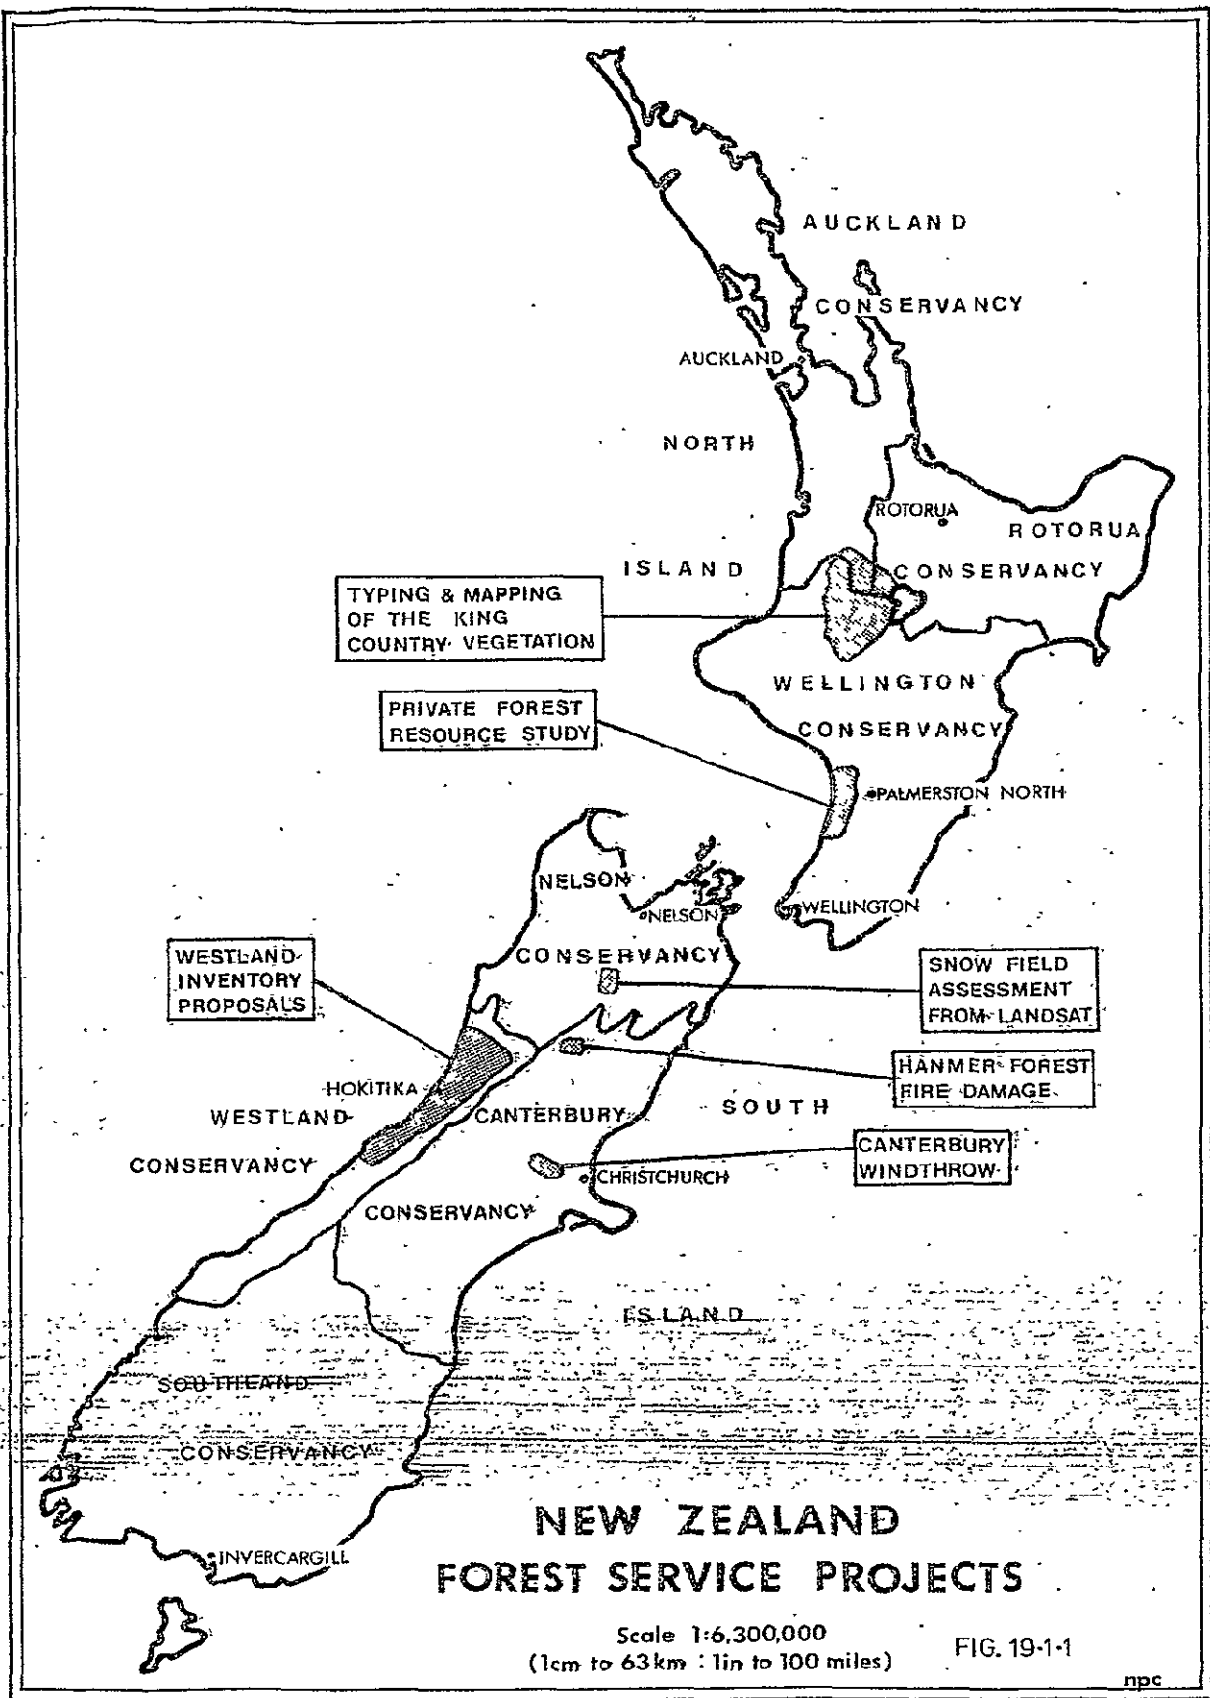 AUCKLAND
CONSERVANCY
AUCKLAND
NORTH
ROTORUA
ROTORUA
ISLAND
CONSERVANCY
TYPING & MAPPING
OF THE KING
COUNTRY VEGETATION
WELLINGTON
PRIVATE FOREST
RESOURCE STUDY
CONSERVANCY
PALMERSTON NORTH
NELSON
NELSON
WELLINGTON
CONSERVANCY
WESTLAND
INVENTORY
PROPOSALS
SNOW FIELD
ASSESSMENT
FROM LANDSAT
HANMER FOREST
FIRE DAMAGE
HOKITIKA
WESTLAND
CANTERBURY
SOUTH
CONSERVANCY
CANTERBURY
WINDTHROW
CHRISTCHURCH
CONSERVANCY
ISLAND
SOUTHLAND
CONSERVANCY
INVERCARGILL
NEW ZEALAND
FOREST SERVICE PROJECTS
Scale 1:6,300,000
(1cm to 63km : 1in to 100 miles)
FIG. 19-1-1
npc